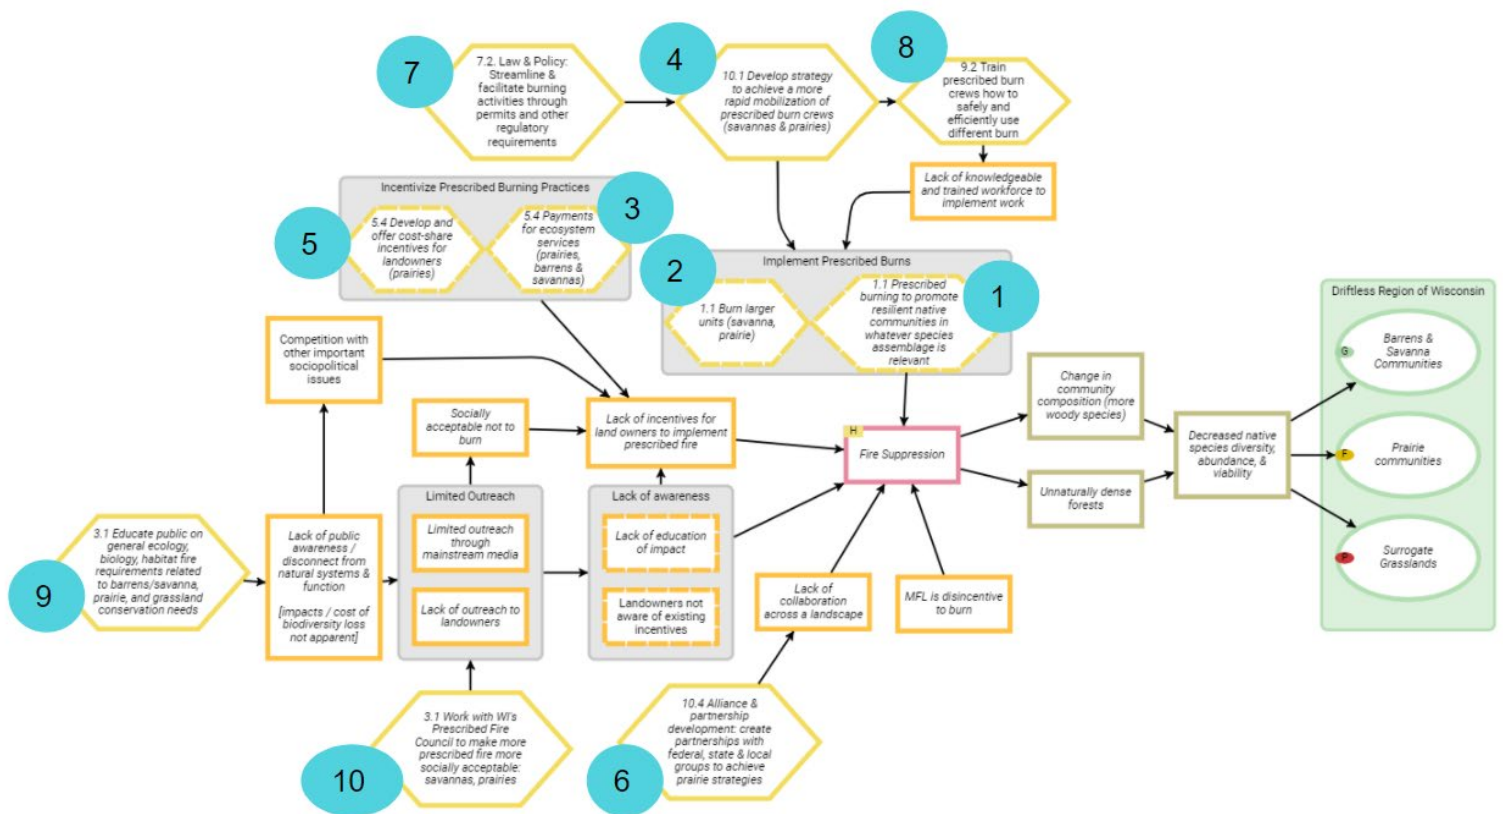 7
7.2. Law & Policy:
Streamline &
facilitate burning
activities through
permits and other
regulatory
requirements
4
10.1 Develop strategy
to achieve a more
rapid mobilization of
prescribed burn crews
(savannas & prairies)
8
9.2 Train
prescribed burn
crews how to
safely and
efficiently use
different burn
Lack of knowledgeable
and trained workforce to
implement work
Incentivize Prescribed Burning Practices
5
5.4 Develop and
offer cost-share
incentives for
landowners
(prairies)
3
5.4 Payments
for ecosystem
services
(prairies,
barrens &
savannas)
Implement Prescribed Burns
2
1.1 Burn larger
units (savanna,
prairie)
1
1.1 Prescribed
burning to promote
resilient native
communities in
whatever species
assemblage is
relevant
Competition with
other important
sociopolitical
issues
Socially
acceptable not to
burn
Lack of incentives for
land owners to implement
prescribed fire
H
Fire Suppression
Change in
community
composition (more
woody species)
Unnaturally dense
forests
Decreased native
species diversity,
abundance, &
viability
Driftless Region of Wisconsin
G
Barrens &
Savanna
Communities
F
Prairie
communities
P
Surrogate
Grasslands
9
3.1 Educate public on
general ecology,
biology, habitat fire
requirements related
to barrens/savanna,
prairie, and grassland
conservation needs
Lack of public
awareness /
disconnect from
natural systems &
function
[impacts / cost of
biodiversity loss
not apparent]
Limited Outreach
Limited outreach
through
mainstream media
Lack of outreach to
landowners
Lack of awareness
Lack of education
of impact
Landowners not
aware of existing
incentives
Lack of
collaboration
across a landscape
MFL is disincentive
to burn
10
3.1 Work with WI's
Prescribed Fire
Council to make more
prescribed fire more
socially acceptable:
savannas, prairies
6
10.4 Alliance &
partnership
development: create
partnerships with
federal, state & local
groups to achieve
prairie strategies